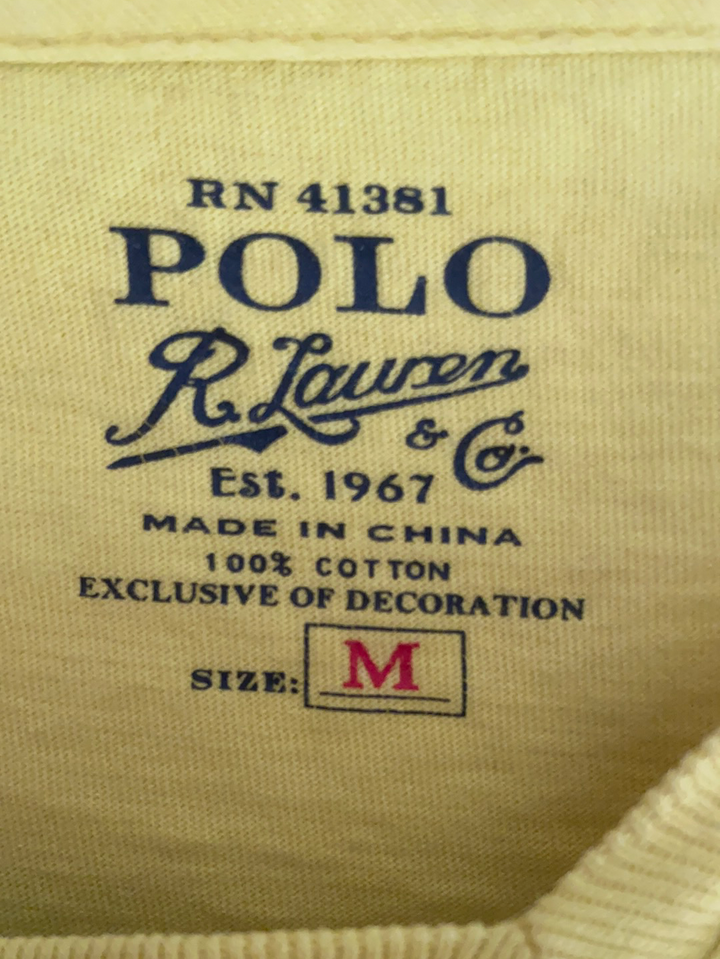 RN 41381
POLO
R. Lauren
& Co.
Est. 1967
MADE IN CHINA
100% COTTON
EXCLUSIVE OF DECORATION
SIZE: M